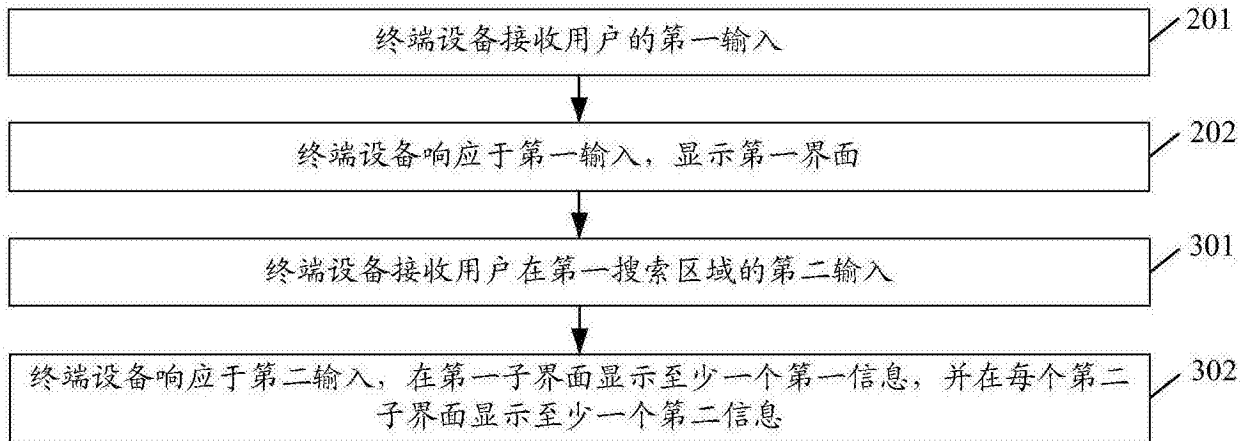 终端设备接收用户的第一输入
201
终端设备响应于第一输入，显示第一界面
202
终端设备接收用户在第一搜索区域的第二输入
301
终端设备响应于第二输入，在第一子界面显示至少一个第一信息，并在每个第二
子界面显示至少一个第二信息
302